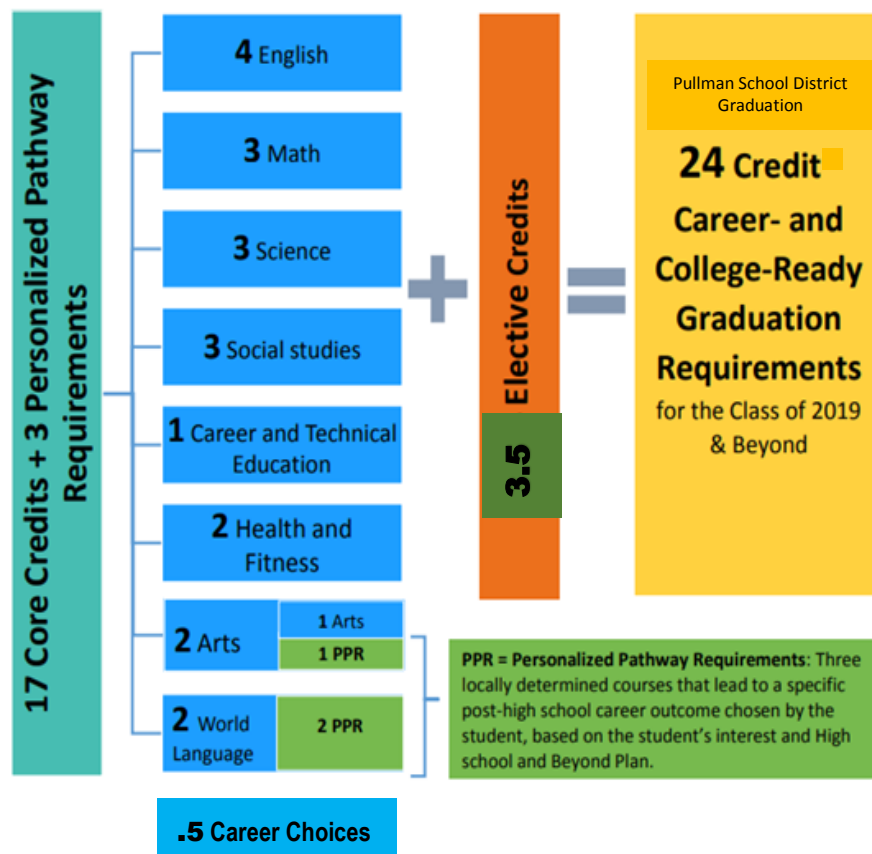 17 Core Credits + 3 Personalized Pathway
Requirements
4 English
3 Math
3 Science
3 Social studies
1 Career and Technical
Education
2 Health and
Fitness
2 Arts
1 Arts
1 PPR
2 World
Language
2 PPR
.5 Career Choices
3.5 Elective Credits
Pullman School District
Graduation
24 Credit
Career- and
College-Ready
Graduation
Requirements
for the Class of 2019
& Beyond
PPR = Personalized Pathway Requirements: Three
locally determined courses that lead to a specific
post-high school career outcome chosen by the
student, based on the student's interest and High
school and Beyond Plan.